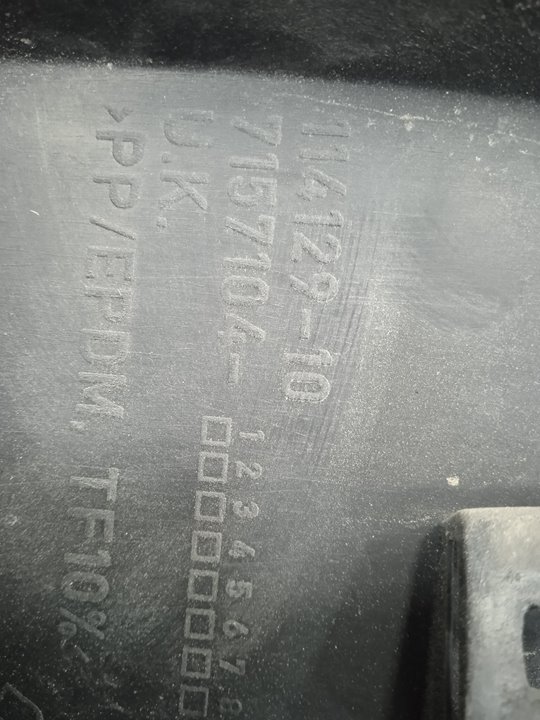 114129-10
7157104-
1 2 3 4 5 6 7 8
□□□□□□□□
U.K.
>PP/EPDM, TF10%<